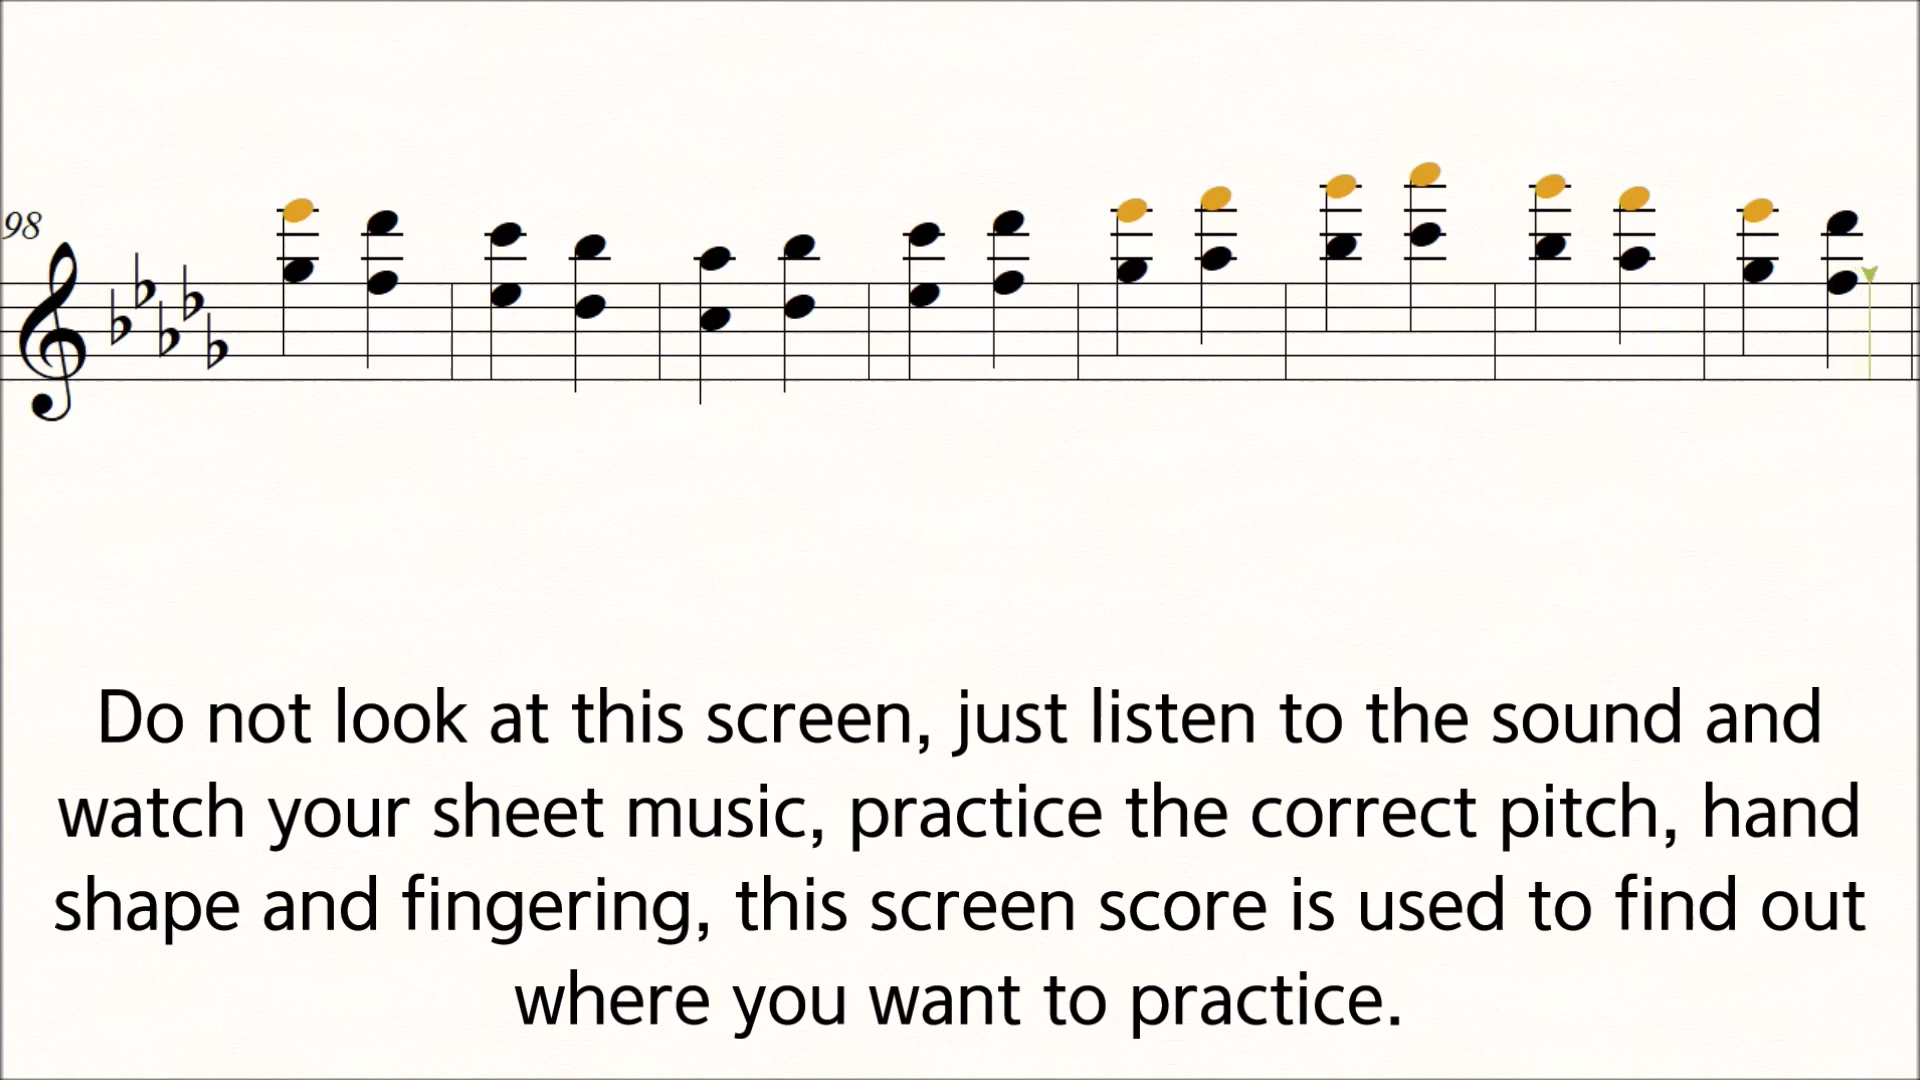 98
Do not look at this screen, just listen to the sound and
watch your sheet music, practice the correct pitch, hand
shape and fingering, this screen score is used to find out
where you want to practice.